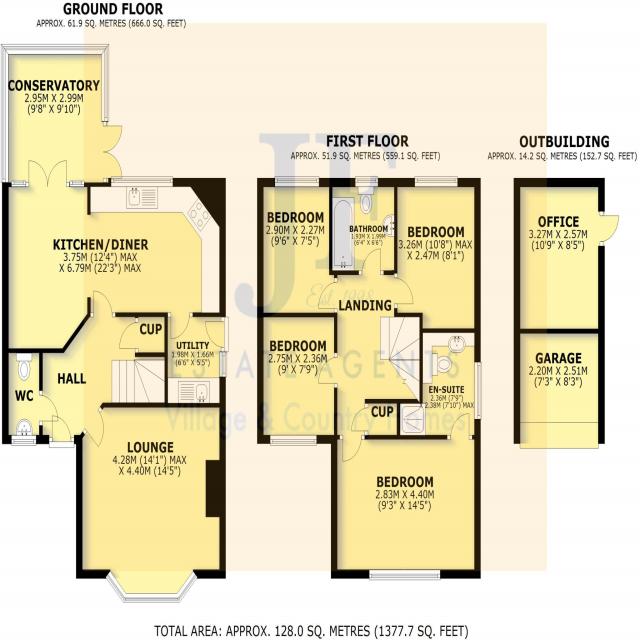 GROUND FLOOR
APPROX. 61.9 SQ. METRES (666.0 SQ. FEET)
CONSERVATORY
2.95M X 2.99M
(9'8" X 9'10")
KITCHEN/DINER
3.75M (12'4") MAX
X 6.79M (22'3") MAX
CUP
UTILITY
1.98M X 1.66M
(6'6" X 5'5")
WC
HALL
LOUNGE
4.28M (14'1") MAX
X 4.40M (14'5")
FIRST FLOOR
APPROX. 51.9 SQ. METRES (559.1 SQ. FEET)
BEDROOM
2.90M X 2.27M
(9'6" X 7'5")
BATHROOM
1.93M X 1.99M
(6'4" X 6'6")
BEDROOM
3.26M (10'8") MAX
X 2.47M (8'1")
LANDING
BEDROOM
2.75M X 2.36M
(9' X 7'9")
EN-SUITE
2.36M (7'9")
X 2.38M (7'10") MAX
CUP
BEDROOM
2.83M X 4.40M
(9'3" X 14'5")
OUTBUILDING
APPROX. 14.2 SQ. METRES (152.7 SQ. FEET)
OFFICE
3.27M X 2.57M
(10'9" X 8'5")
GARAGE
2.20M X 2.51M
(7'3" X 8'3")
JF
Est. 1998
ESTATE AGENTS
Village & Country Homes
TOTAL AREA: APPROX. 128.0 SQ. METRES (1377.7 SQ. FEET)